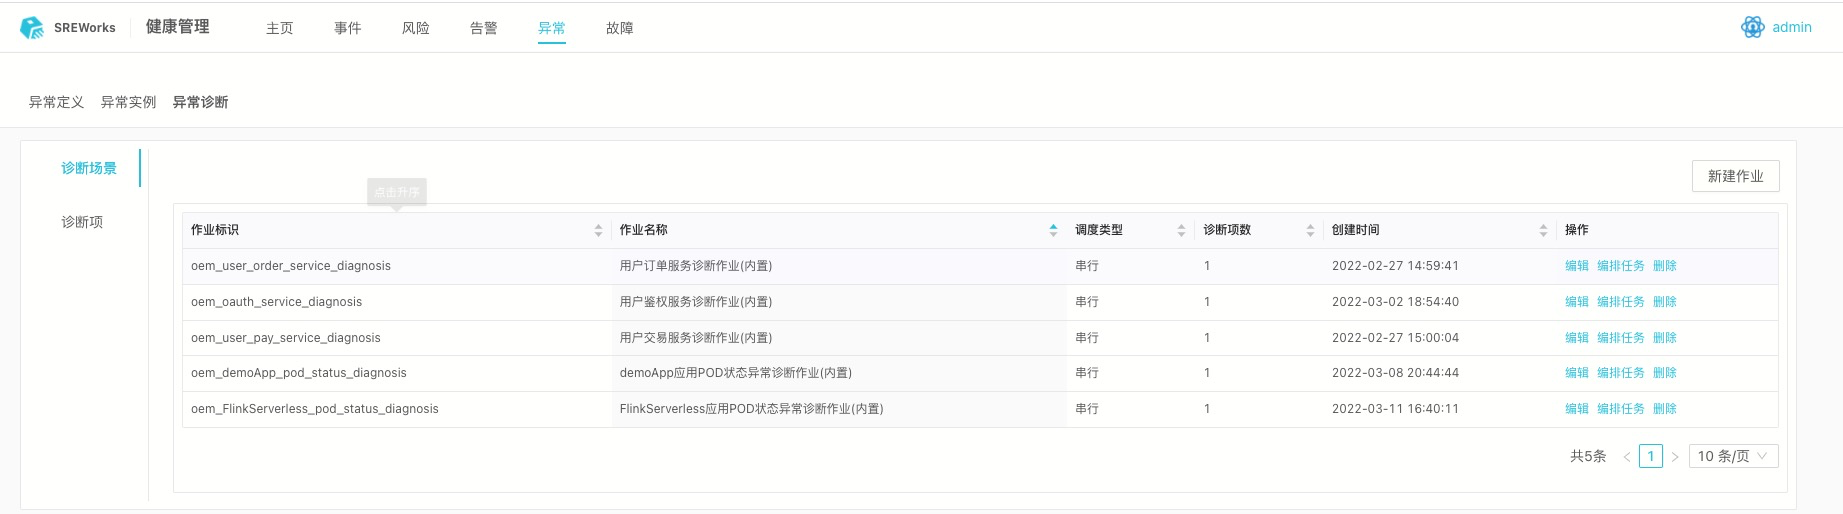 SREWorks 健康管理 主页 事件 风险 告警 异常 故障 admin
异常定义 异常实例 异常诊断
诊断场景
诊断项
新建作业
点击升序
作业标识 作业名称 调度类型 诊断项数 创建时间 操作
oem_user_order_service_diagnosis 用户订单服务诊断作业(内置) 串行 1 2022-02-27 14:59:41 编辑 编排任务 删除
oem_oauth_service_diagnosis 用户鉴权服务诊断作业(内置) 串行 1 2022-03-02 18:54:40 编辑 编排任务 删除
oem_user_pay_service_diagnosis 用户交易服务诊断作业(内置) 串行 1 2022-02-27 15:00:04 编辑 编排任务 删除
oem_demoApp_pod_status_diagnosis demoApp应用POD状态异常诊断作业(内置) 串行 1 2022-03-08 20:44:44 编辑 编排任务 删除
oem_FlinkServerless_pod_status_diagnosis FlinkServerless应用POD状态异常诊断作业(内置) 串行 1 2022-03-11 16:40:11 编辑 编排任务 删除
共5条 < 1 > 10 条/页